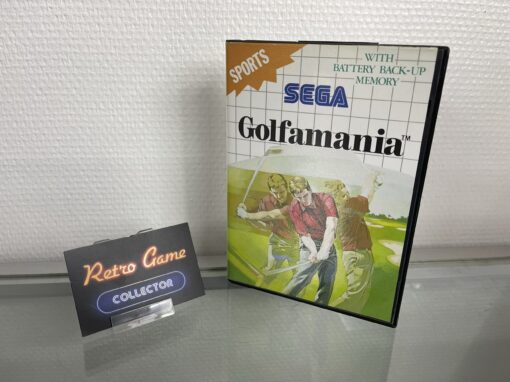 SPORTS
WITH
BATTERY BACK-UP
MEMORY
SEGA
Golfamania™
Retro Game
COLLECTOR